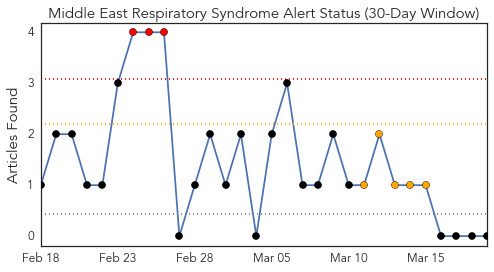 Middle East Respiratory Syndrome Alert Status (30-Day Window)
Articles Found
4
3
2
1
0
Feb 18
Feb 23
Feb 28
Mar 05
Mar 10
Mar 15